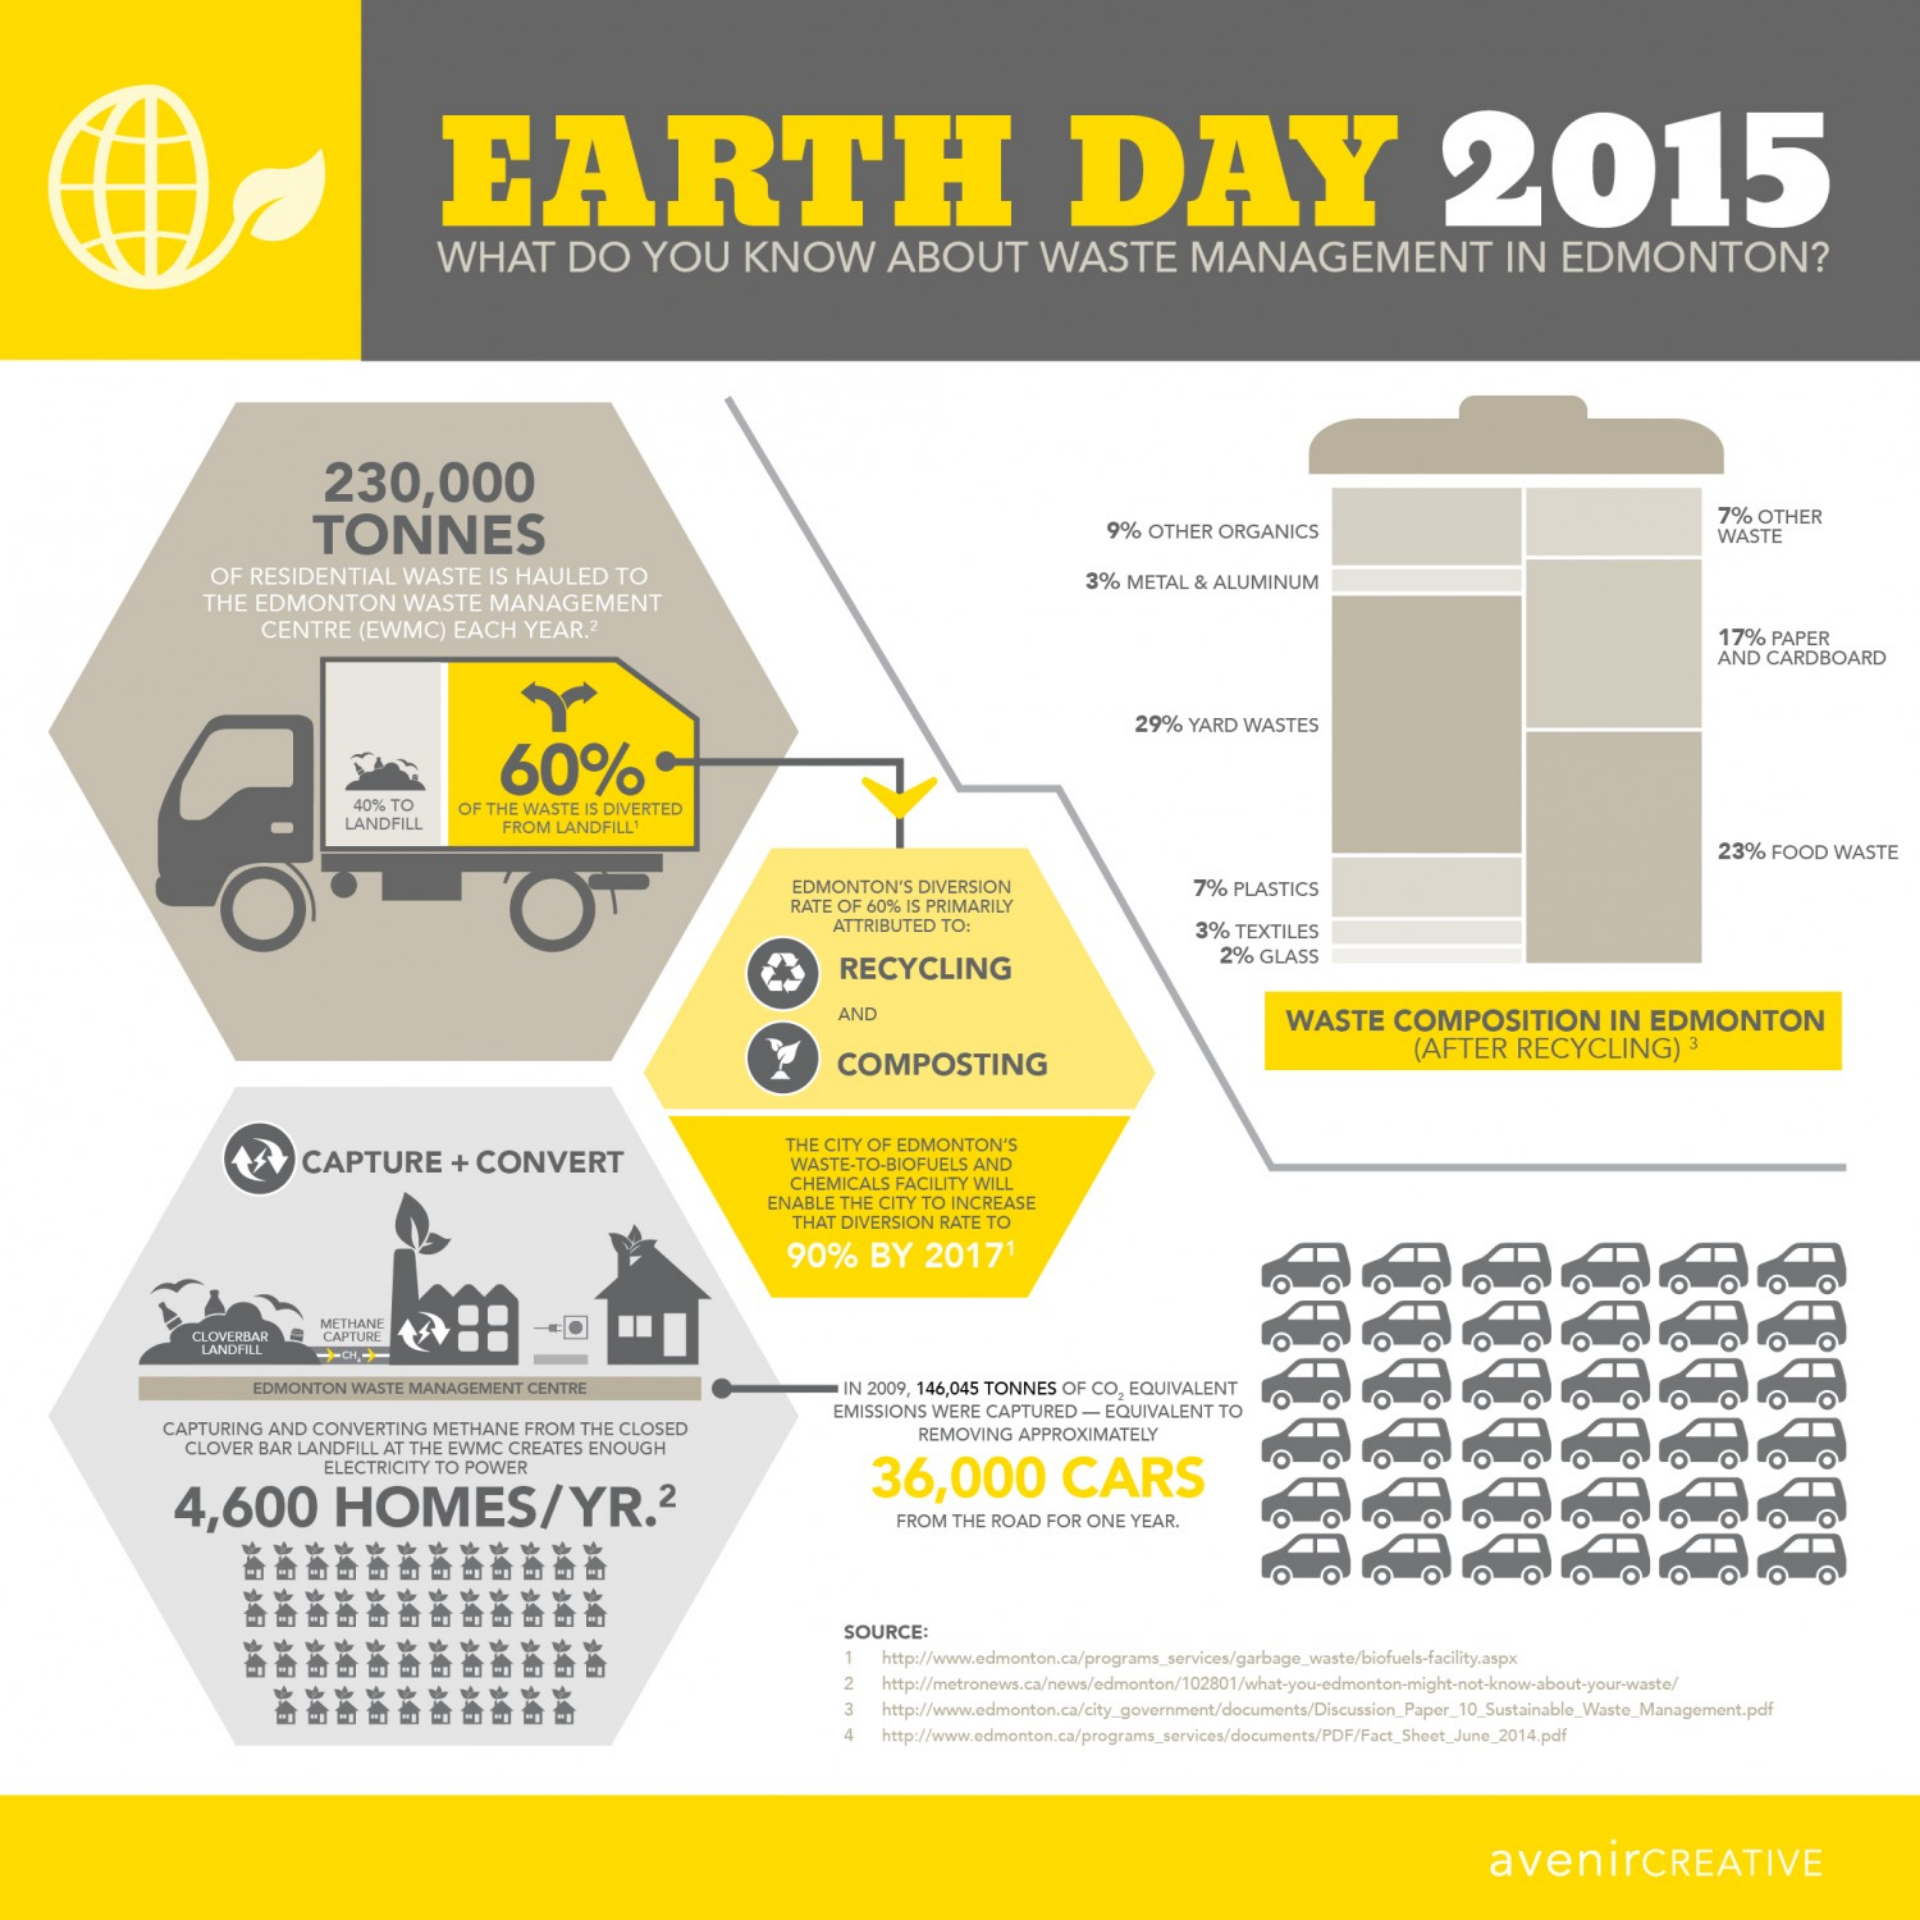 EARTH DAY 2015
WHAT DO YOU KNOW ABOUT WASTE MANAGEMENT IN EDMONTON?
230,000
TONNES
OF RESIDENTIAL WASTE IS HAULED TO
THE EDMONTON WASTE MANAGEMENT
CENTRE (EWMC) EACH YEAR.²
40% TO
LANDFILL
60%
OF THE WASTE IS DIVERTED
FROM LANDFILL¹
EDMONTON'S DIVERSION
RATE OF 60% IS PRIMARILY
ATTRIBUTED TO:
RECYCLING
AND
COMPOSTING
THE CITY OF EDMONTON'S
WASTE-TO-BIOFUELS AND
CHEMICALS FACILITY WILL
ENABLE THE CITY TO INCREASE
THAT DIVERSION RATE TO
90% BY 2017¹
9% OTHER ORGANICS
3% METAL & ALUMINUM
29% YARD WASTES
7% PLASTICS
3% TEXTILES
2% GLASS
7% OTHER
WASTE
17% PAPER
AND CARDBOARD
23% FOOD WASTE
WASTE COMPOSITION IN EDMONTON
(AFTER RECYCLING) ³
CAPTURE + CONVERT
CLOVERBAR
LANDFILL
METHANE
CAPTURE
CH₄
EDMONTON WASTE MANAGEMENT CENTRE
CAPTURING AND CONVERTING METHANE FROM THE CLOSED
CLOVER BAR LANDFILL AT THE EWMC CREATES ENOUGH
ELECTRICITY TO POWER
4,600 HOMES/YR.²
IN 2009, 146,045 TONNES OF CO₂ EQUIVALENT
EMISSIONS WERE CAPTURED — EQUIVALENT TO
REMOVING APPROXIMATELY
36,000 CARS
FROM THE ROAD FOR ONE YEAR.
SOURCE:
1 http://www.edmonton.ca/programs_services/garbage_waste/biofuels-facility.aspx
2 http://metronews.ca/news/edmonton/102801/what-you-edmonton-might-not-know-about-your-waste/
3 http://www.edmonton.ca/city_government/documents/Discussion_Paper_10_Sustainable_Waste_Management.pdf
4 http://www.edmonton.ca/programs_services/documents/PDF/Fact_Sheet_June_2014.pdf
avenirCREATIVE